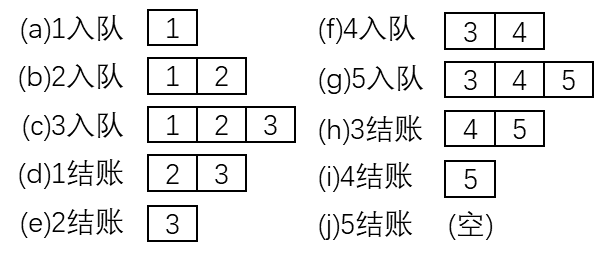 (a)1入队 1
(b)2入队 1 2
(c)3入队 1 2 3
(d)1结账 2 3
(e)2结账 3
(f)4入队 3 4
(g)5入队 3 4 5
(h)3结账 4 5
(i)4结账 5
(j)5结账 (空)